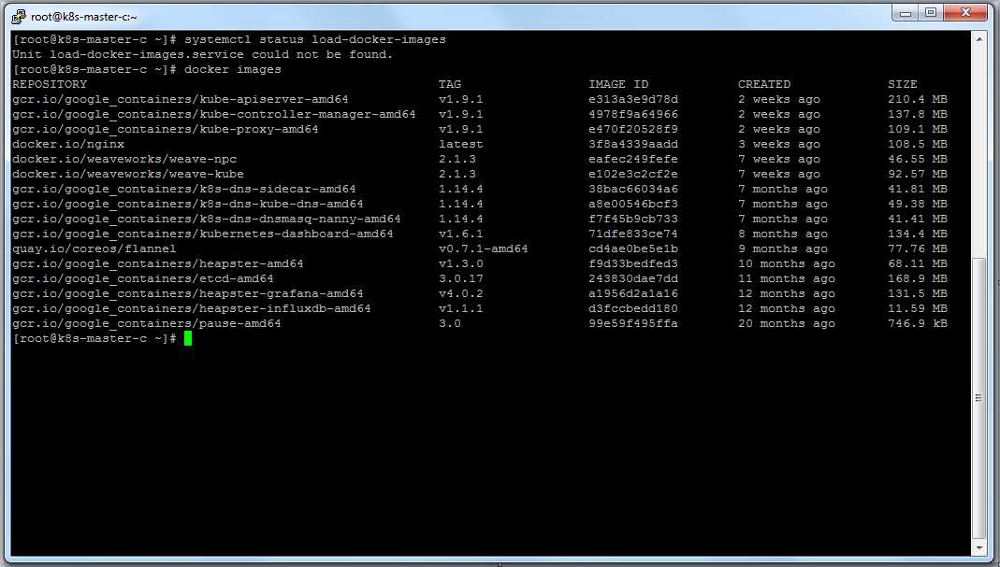 root@k8s-master-c:~
[root@k8s-master-c ~]# systemctl status load-docker-images
Unit load-docker-images.service could not be found.
[root@k8s-master-c ~]# docker images
REPOSITORY TAG IMAGE ID CREATED SIZE
gcr.io/google_containers/kube-apiserver-amd64 v1.9.1 e313a3e9d78d 2 weeks ago 210.4 MB
gcr.io/google_containers/kube-controller-manager-amd64 v1.9.1 4978f9a64966 2 weeks ago 137.8 MB
gcr.io/google_containers/kube-proxy-amd64 v1.9.1 e470f20528f9 2 weeks ago 109.1 MB
docker.io/nginx latest 3f8a4339aadd 3 weeks ago 108.5 MB
docker.io/weaveworks/weave-npc 2.1.3 eafec249fefe 7 weeks ago 46.55 MB
docker.io/weaveworks/weave-kube 2.1.3 e102e3c2cf2e 7 weeks ago 92.57 MB
gcr.io/google_containers/k8s-dns-sidecar-amd64 1.14.4 38bac66034a6 7 months ago 41.81 MB
gcr.io/google_containers/k8s-dns-kube-dns-amd64 1.14.4 a8e00546bcf3 7 months ago 49.38 MB
gcr.io/google_containers/k8s-dns-dnsmasq-nanny-amd64 1.14.4 f7f45b9cb733 7 months ago 41.41 MB
gcr.io/google_containers/kubernetes-dashboard-amd64 v1.6.1 71dfe833ce74 8 months ago 134.4 MB
quay.io/coreos/flannel v0.7.1-amd64 cd4ae0be5e1b 9 months ago 77.76 MB
gcr.io/google_containers/heapster-amd64 v1.3.0 f9d33bedfed3 10 months ago 68.11 MB
gcr.io/google_containers/etcd-amd64 3.0.17 243830dae7dd 11 months ago 168.9 MB
gcr.io/google_containers/heapster-grafana-amd64 v4.0.2 a1956d2a1a16 12 months ago 131.5 MB
gcr.io/google_containers/heapster-influxdb-amd64 v1.1.1 d3fccbedd180 12 months ago 11.59 MB
gcr.io/google_containers/pause-amd64 3.0 99e59f495ffa 20 months ago 746.9 kB
[root@k8s-master-c ~]#